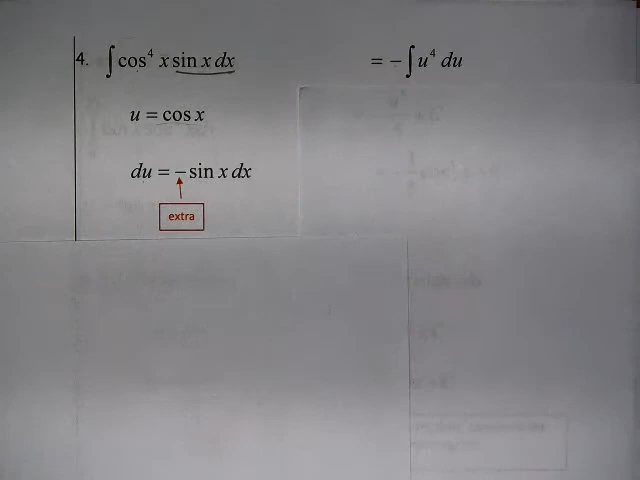 4. ∫ cos⁴ x sin x dx = − ∫ u⁴ du
u = cos x
du = − sin x dx
extra